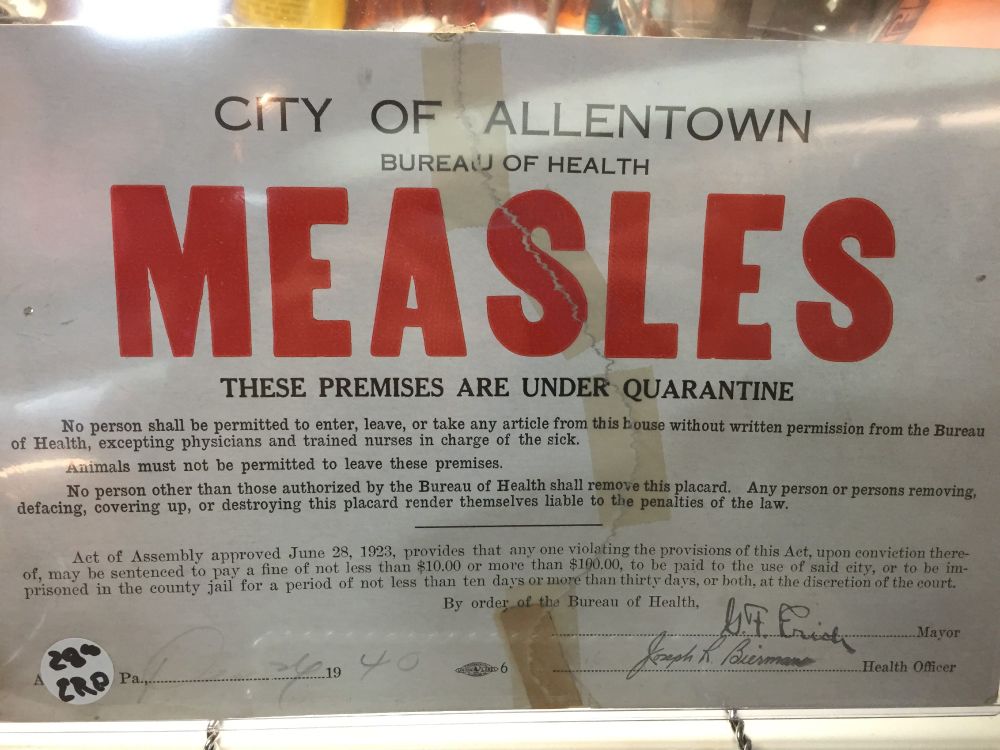 CITY OF ALLENTOWN
BUREAU OF HEALTH
MEASLES
THESE PREMISES ARE UNDER QUARANTINE
No person shall be permitted to enter, leave, or take any article from this house without written permission from the Bureau
of Health, excepting physicians and trained nurses in charge of the sick.
Animals must not be permitted to leave these premises.
No person other than those authorized by the Bureau of Health shall remove this placard. Any person or persons removing,
defacing, covering up, or destroying this placard render themselves liable to the penalties of the law.
Act of Assembly approved June 28, 1923, provides that any one violating the provisions of this Act, upon conviction there-
of, may be sentenced to pay a fine of not less than $10.00 or more than $100.00, to be paid to the use of said city, or to be im-
prisoned in the county jail for a period of not less than ten days or more than thirty days, or both, at the discretion of the court.
By order of the Bureau of Health,
Mayor
Joseph L. Biermann Health Officer
A Pa., 24 19 40 6